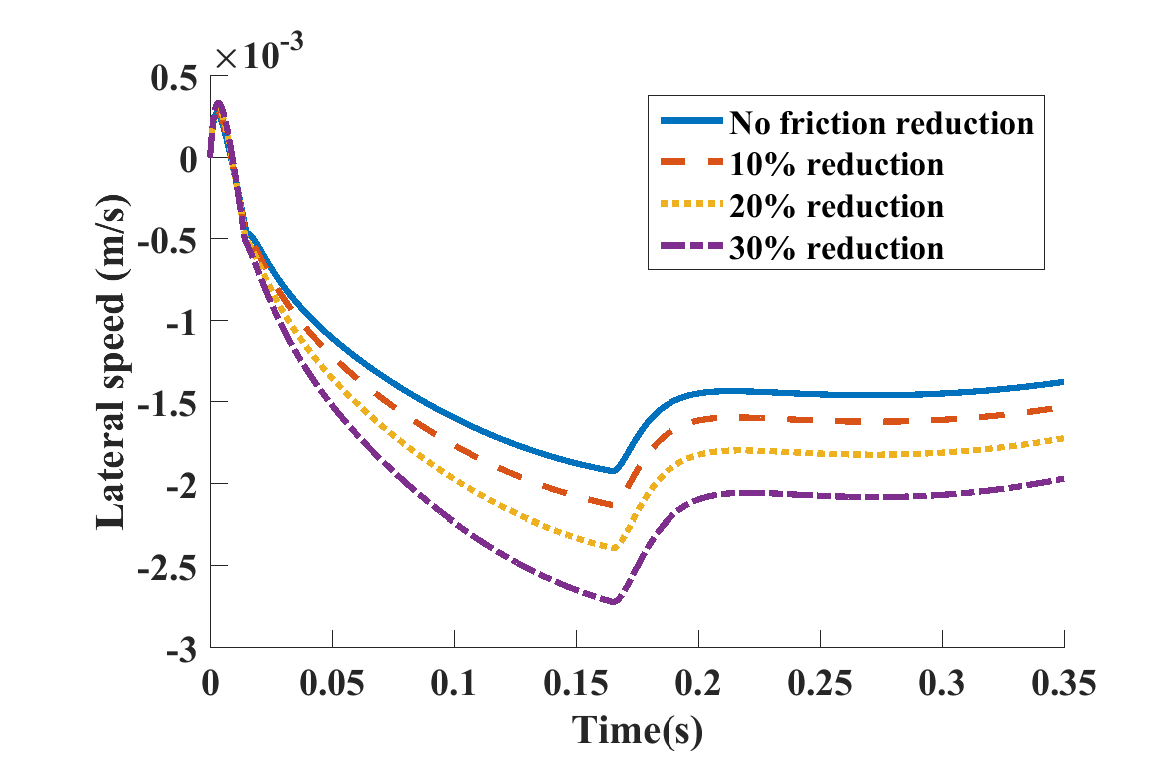 ×10^-3
0.5
0
-0.5
-1
-1.5
-2
-2.5
-3
Lateral speed (m/s)
No friction reduction
10% reduction
20% reduction
30% reduction
0 0.05 0.1 0.15 0.2 0.25 0.3 0.35
Time(s)